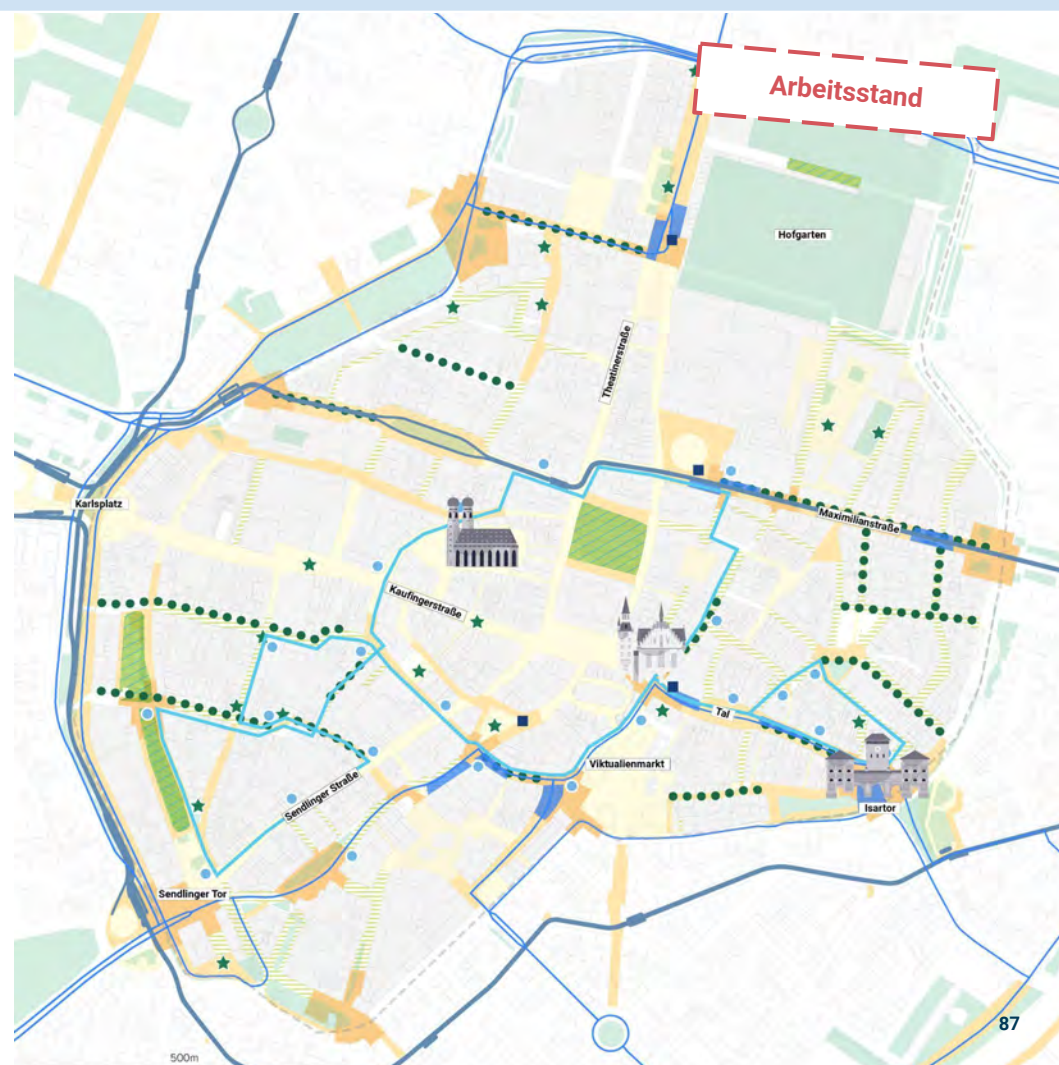 Arbeitsstand
Hofgarten
Theatinerstraße
Karlsplatz
Maximilianstraße
Kaufingerstraße
Tal
Viktualienmarkt
Sendlinger Straße
Isartor
Sendlinger Tor
87
500m